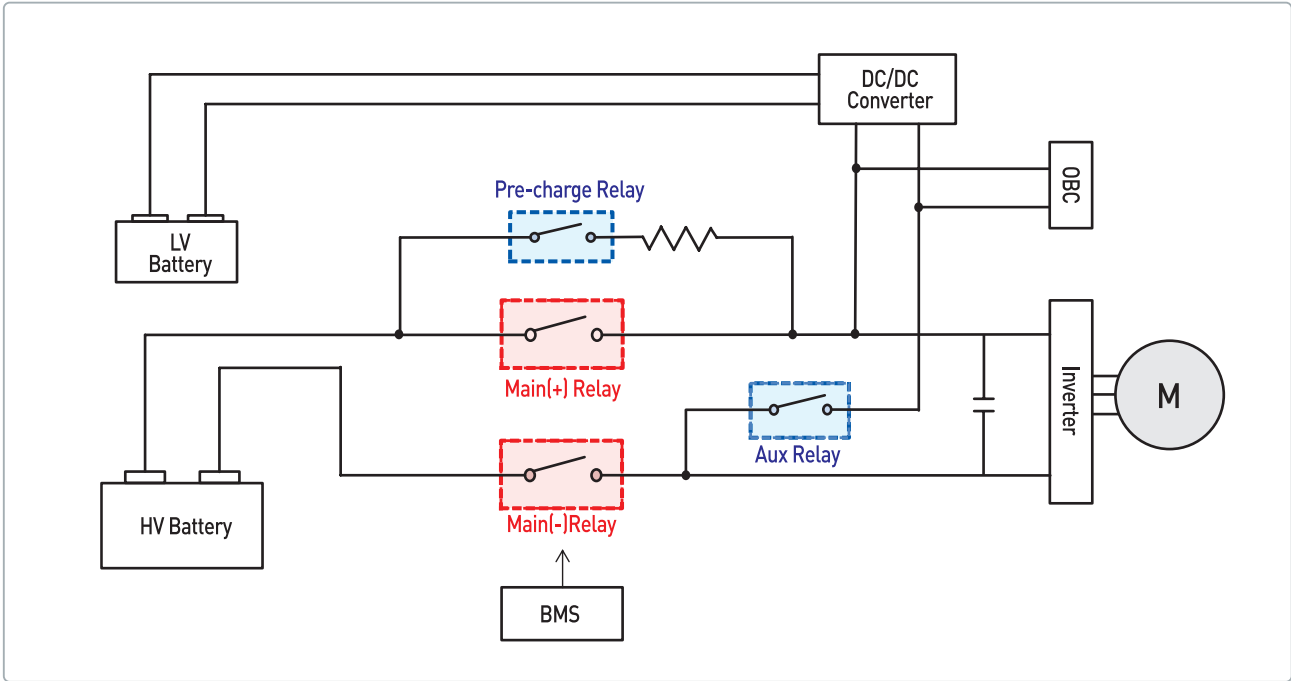 DC/DC
Converter
OBC
Pre-charge Relay
LV
Battery
Main(+) Relay
Inverter
M
Aux Relay
HV Battery
Main(-)Relay
BMS